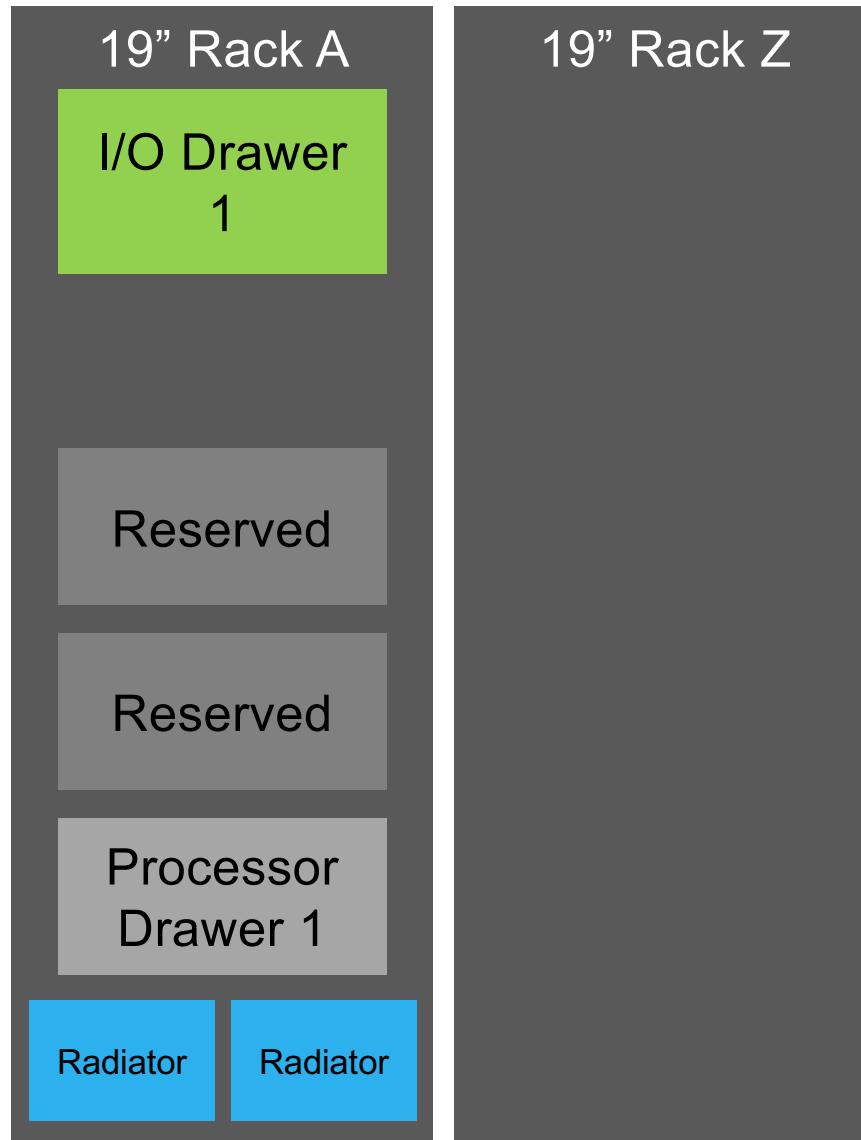 19” Rack A
I/O Drawer
1
Reserved
Reserved
Processor
Drawer 1
Radiator
Radiator
19” Rack Z